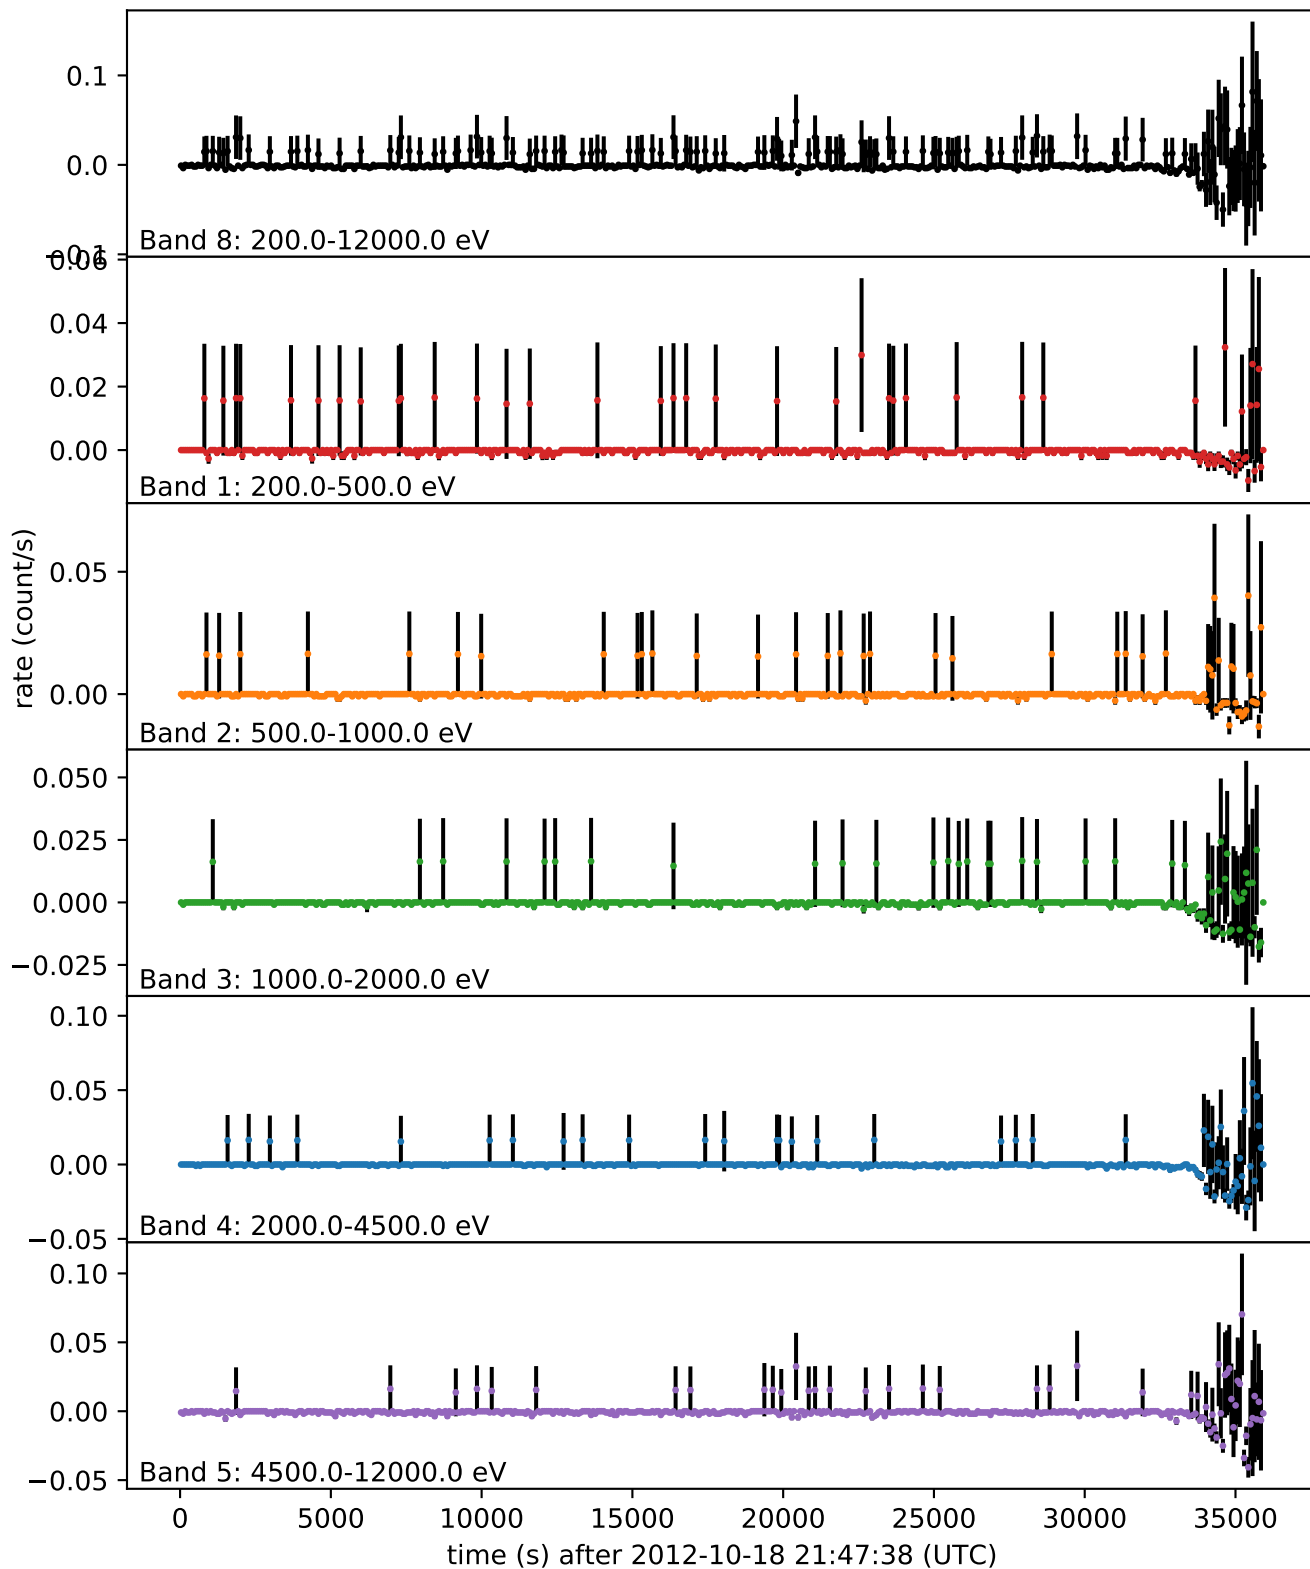 0.1
0.0
−0.1
Band 8: 200.0-12000.0 eV
0.06
0.04
0.02
0.00
Band 1: 200.0-500.0 eV
0.05
0.00
Band 2: 500.0-1000.0 eV
0.050
0.025
0.000
−0.025
Band 3: 1000.0-2000.0 eV
0.10
0.05
0.00
−0.05
Band 4: 2000.0-4500.0 eV
0.10
0.05
0.00
−0.05
Band 5: 4500.0-12000.0 eV
rate (count/s)
0 5000 10000 15000 20000 25000 30000 35000
time (s) after 2012-10-18 21:47:38 (UTC)